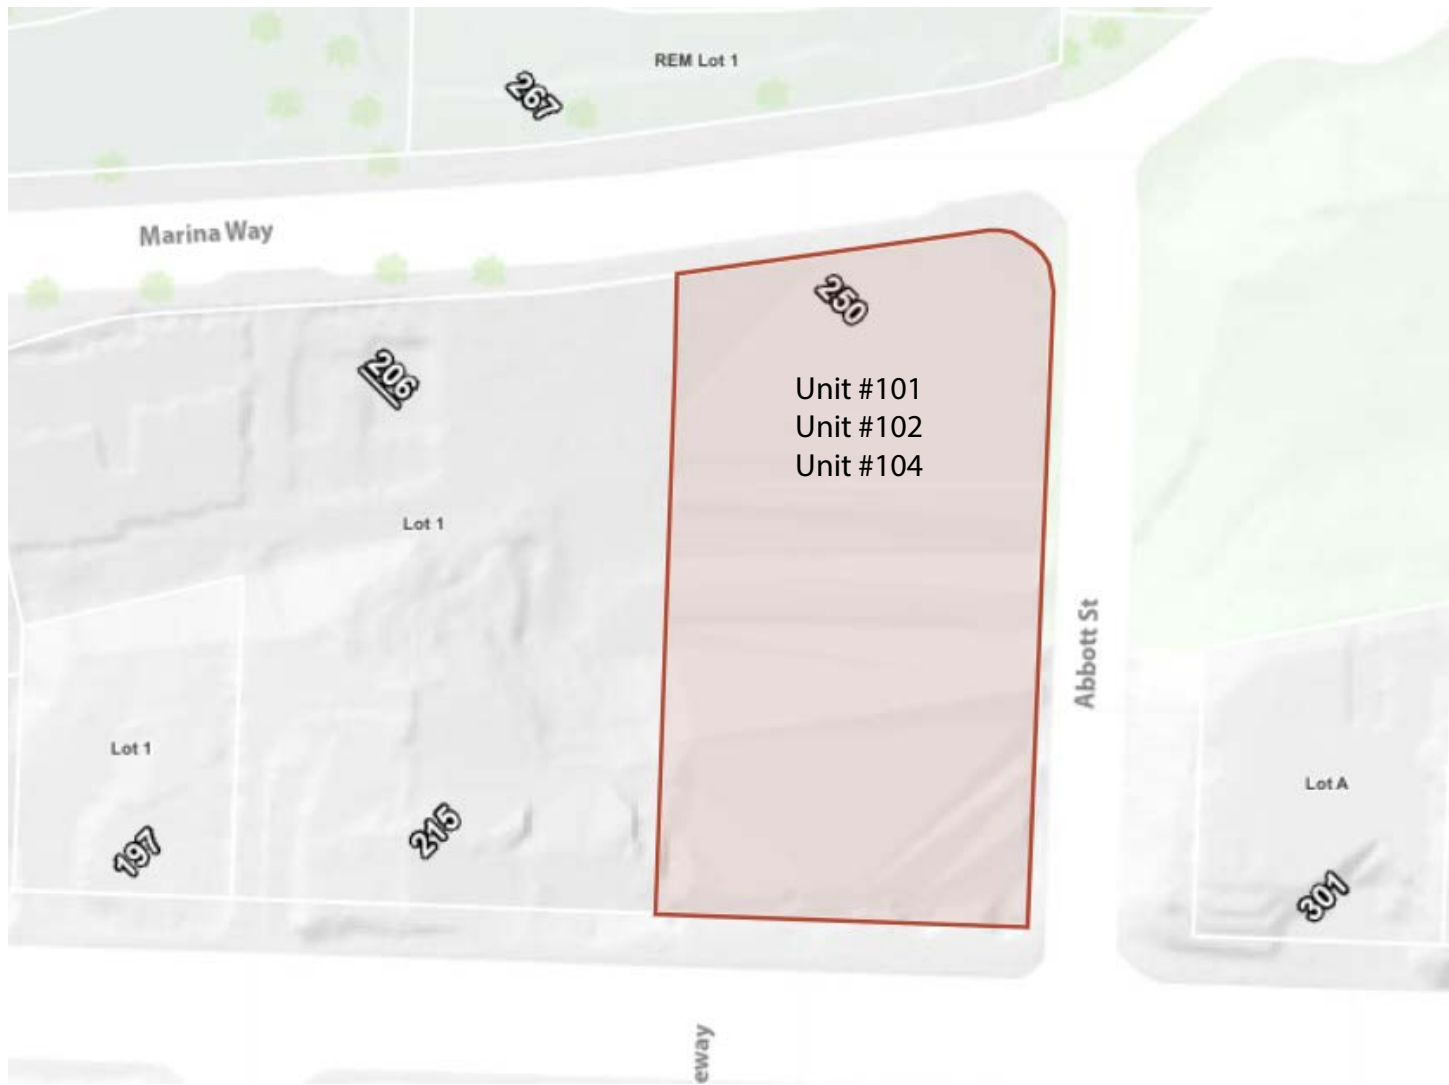 REM Lot 1
267
Marina Way
250
206
Unit #101
Unit #102
Unit #104
Lot 1
Abbott St
Lot 1
Lot A
215
197
301
eway